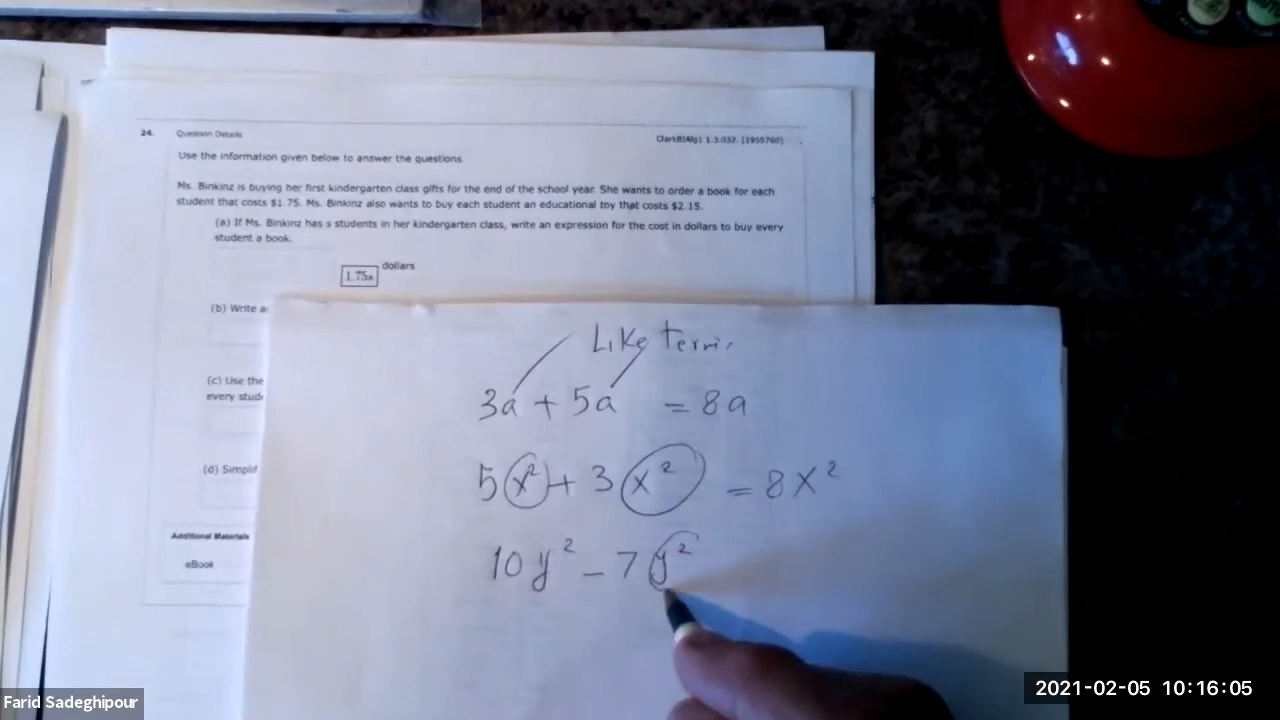 24. Question Details ClarkBIAlg1 1.3.032. [1955760]
Use the information given below to answer the questions.
Ms. Binkinz is buying her first kindergarten class gifts for the end of the school year. She wants to order a book for each
student that costs $1.75. Ms. Binkinz also wants to buy each student an educational toy that costs $2.15.
(a) If Ms. Binkinz has s students in her kindergarten class, write an expression for the cost in dollars to buy every
student a book.
1.75s dollars
(b) Write
(c) Use the
every
(d)
Additional Materials
eBook
Like Terms
3a + 5a = 8a
5x² + 3x² = 8x²
10y² - 7y²
Farid Sadeghipour
2021-02-05 10:16:05